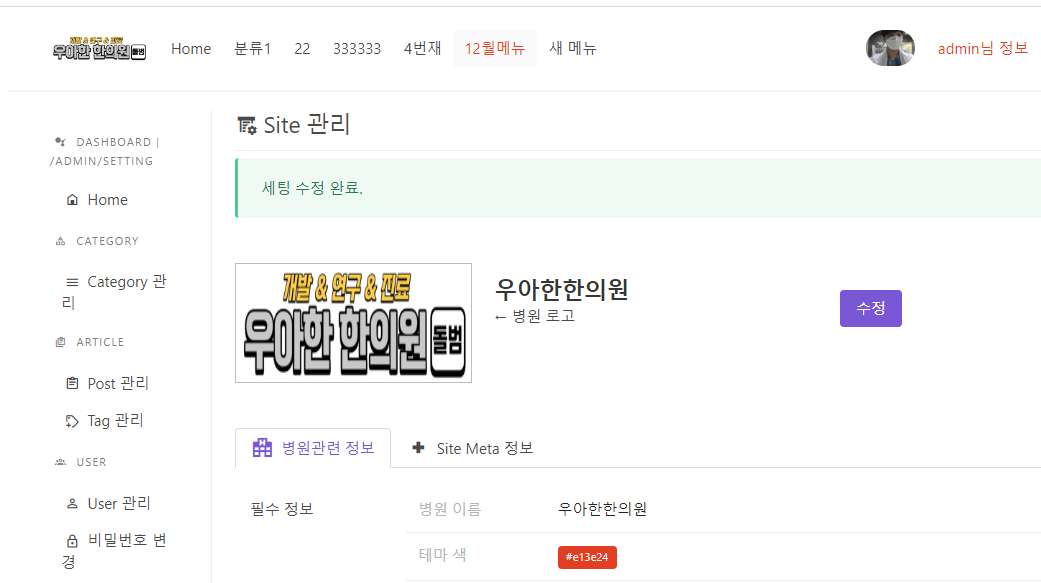 개발 & 연구 & 진료
우아한 한의원 돌범
Home 분류1 22 333333 4번재 12월메뉴 새 메뉴
admin님 정보
DASHBOARD |
/ADMIN/SETTING
Home
CATEGORY
Category 관
리
ARTICLE
Post 관리
Tag 관리
USER
User 관리
비밀번호 변
경
Site 관리
세팅 수정 완료.
개발 & 연구 & 진료
우아한 한의원 돌범
우아한한의원
← 병원 로고
수정
병원관련 정보
Site Meta 정보
필수 정보
병원 이름 우아한한의원
테마 색 #e13e24